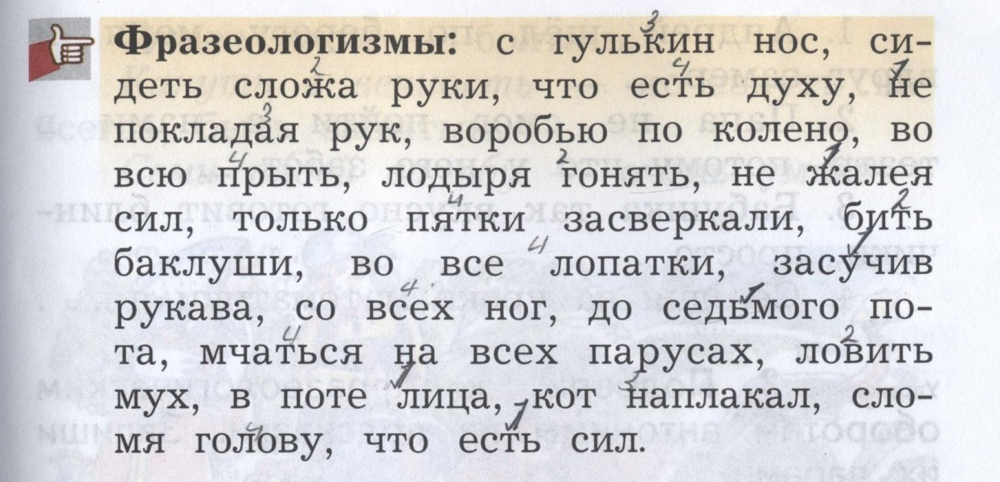 Фразеологизмы: с гулькин нос, си-
деть сложа руки, что есть духу, не
покладая рук, воробью по колено, во
всю прыть, лодыря гонять, не жалея
сил, только пятки засверкали, бить
баклуши, во все лопатки, засучив
рукава, со всех ног, до седьмого по-
та, мчаться на всех парусах, ловить
мух, в поте лица, кот наплакал, сло-
мя голову, что есть сил.